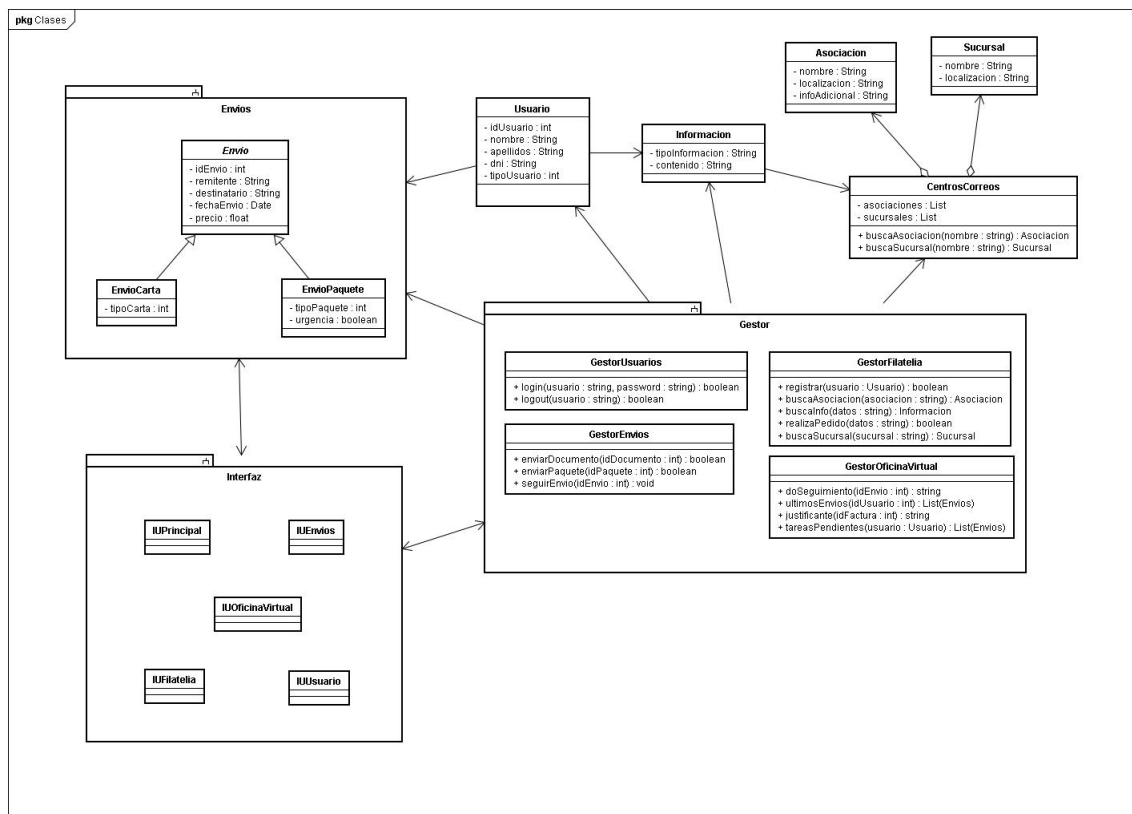 pkg Clases
Asociacion
- nombre : String
- localizacion : String
- infoAdicional : String
Sucursal
- nombre : String
- localizacion : String
Envios
Envío
- idEnvio : int
- remitente : String
- destinatario : String
- fechaEnvio : Date
- precio : float
EnvioCarta
- tipoCarta : int
EnvioPaquete
- tipoPaquete : int
- urgencia : boolean
Usuario
- idUsuario : int
- nombre : String
- apellidos : String
- dni : String
- tipoUsuario : int
Informacion
- tipoInformacion : String
- contenido : String
CentrosCorreos
- asociaciones : List
- sucursales : List
+ buscaAsociacion(nombre : string) : Asociacion
+ buscaSucursal(nombre : string) : Sucursal
Gestor
GestorUsuarios
+ login(usuario : string, password : string) : boolean
+ logout(usuario : string) : boolean
GestorEnvios
+ enviarDocumento(idDocumento : int) : boolean
+ enviarPaquete(idPaquete : int) : boolean
+ seguirEnvio(idEnvio : int) : void
GestorFilatelia
+ registrar(usuario : Usuario) : boolean
+ buscaAsociacion(asociacion : string) : Asociacion
+ buscaInfo(datos : string) : Informacion
+ realizaPedido(datos : string) : boolean
+ buscaSucursal(sucursal : string) : Sucursal
GestorOficinaVirtual
+ doSeguimiento(idEnvio : int) : string
+ ultimosEnvios(idUsuario : int) : List(Envios)
+ justificante(idFactura : int) : string
+ tareasPendientes(usuario : Usuario) : List(Envios)
Interfaz
IUPrincipal
IUEnvios
IUOficinaVirtual
IUFilatelia
IUUsuario